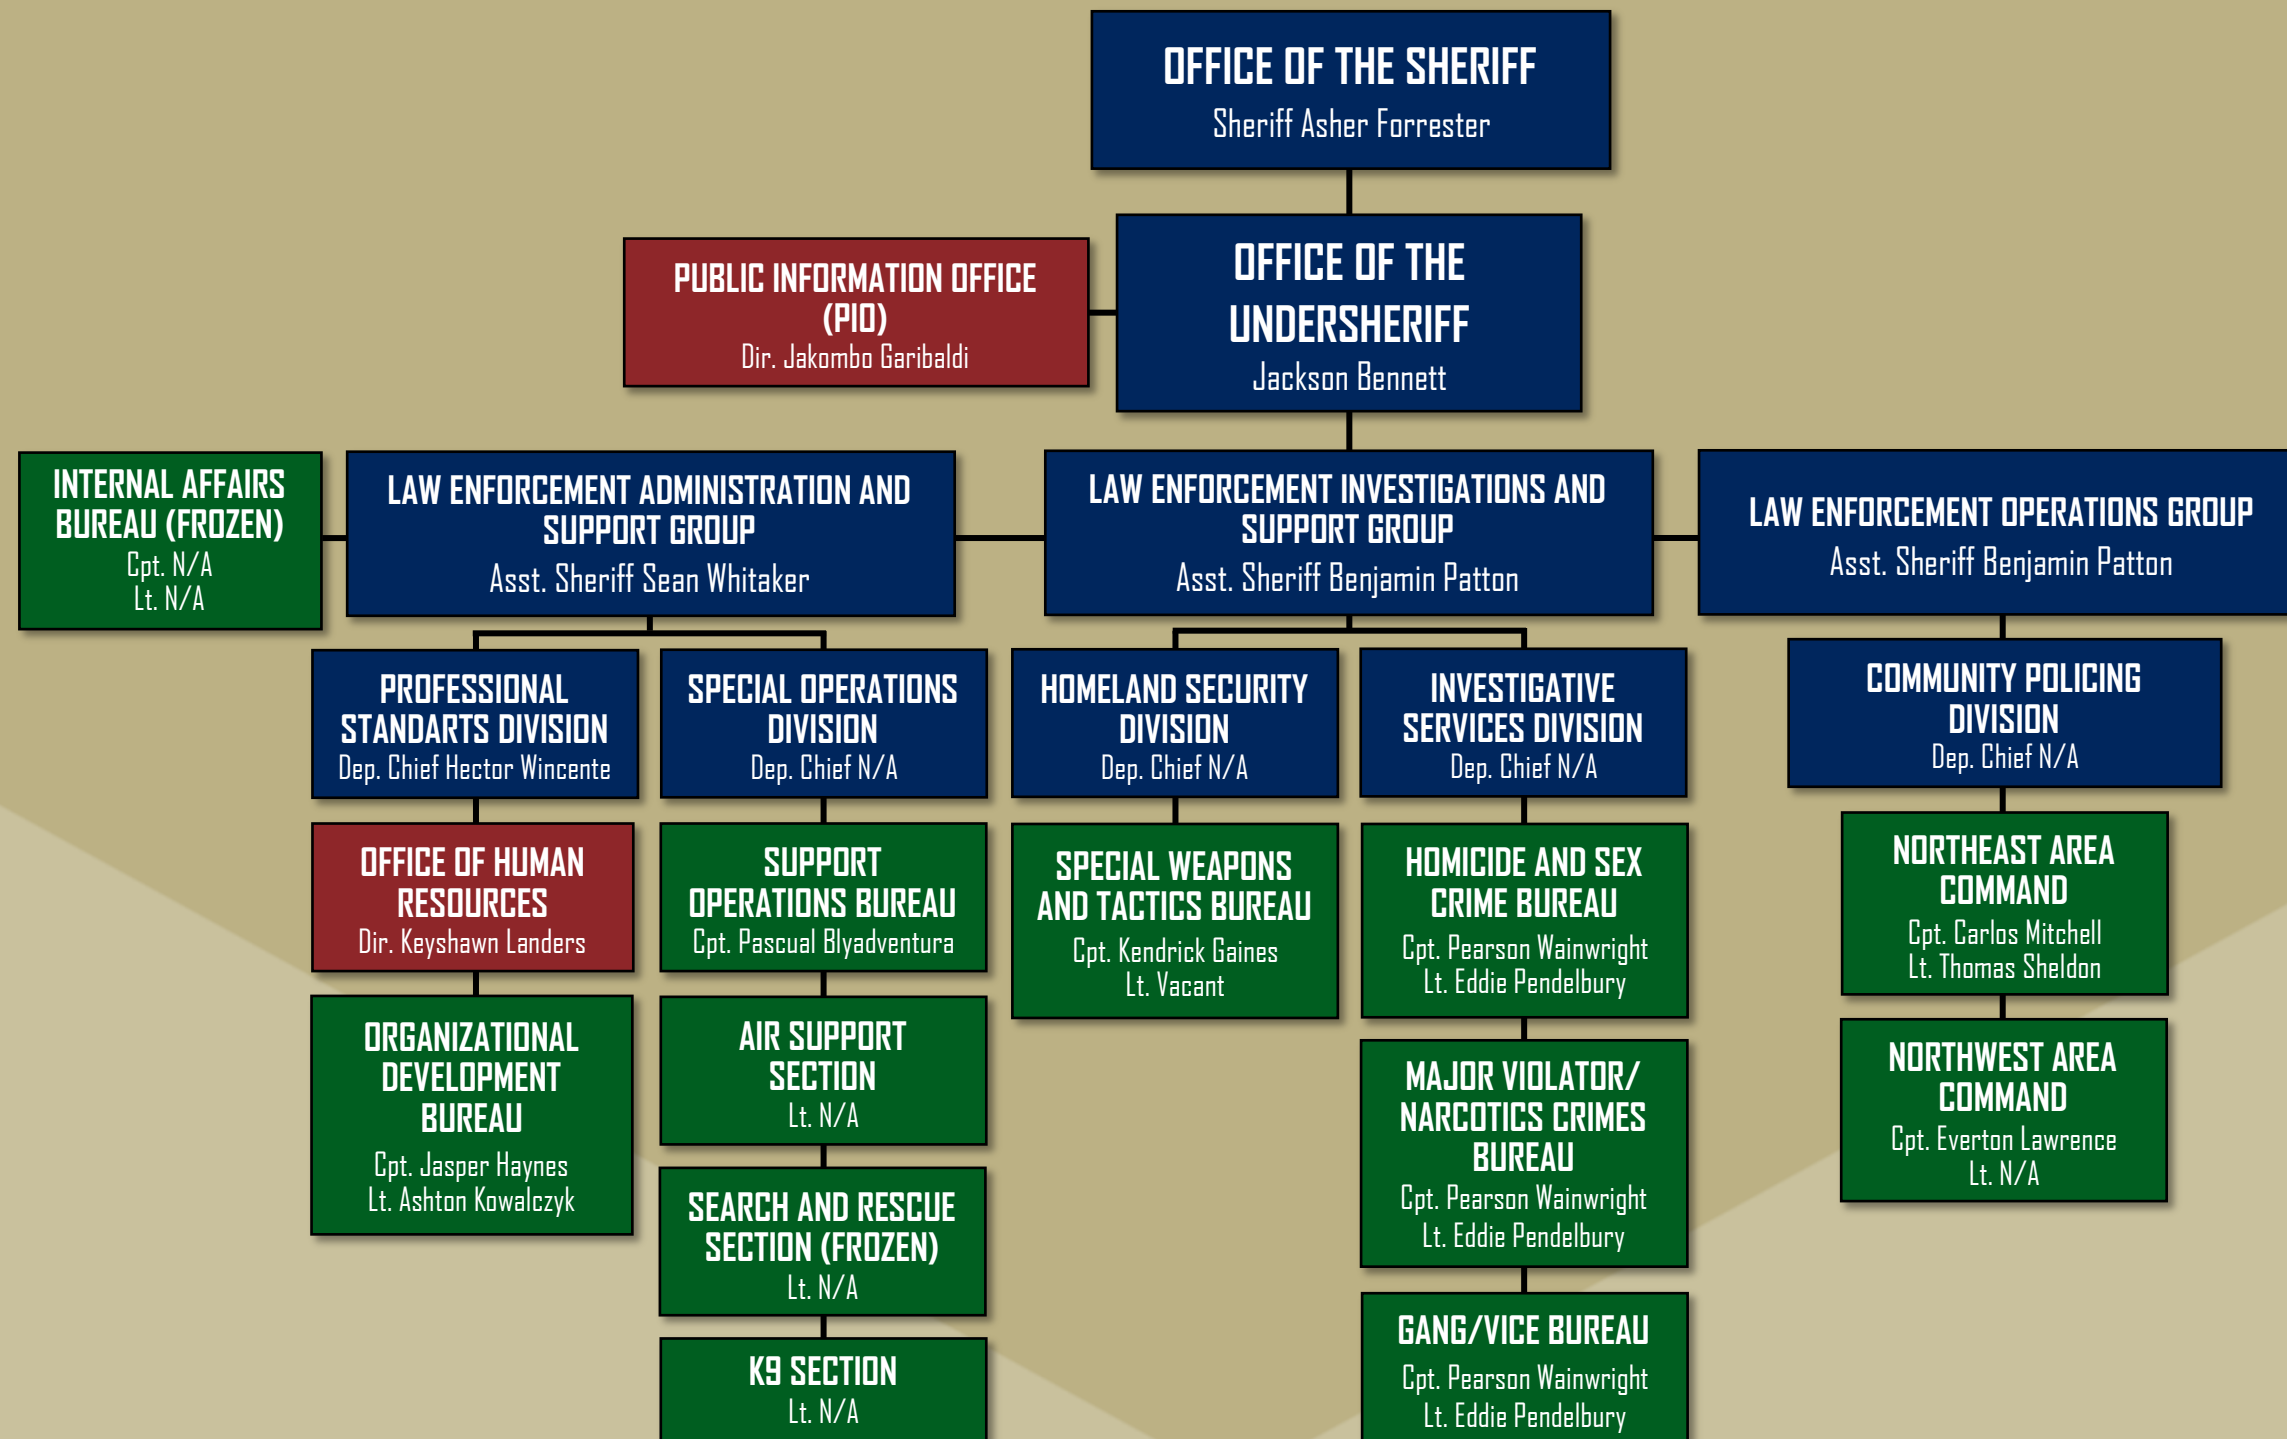 OFFICE OF THE SHERIFF
Sheriff Asher Forrester
PUBLIC INFORMATION OFFICE
(PIO)
Dir. Jakombo Garibaldi
OFFICE OF THE
UNDERSHERIFF
Jackson Bennett
INTERNAL AFFAIRS
BUREAU (FROZEN)
Cpt. N/A
Lt. N/A
LAW ENFORCEMENT ADMINISTRATION AND
SUPPORT GROUP
Asst. Sheriff Sean Whitaker
LAW ENFORCEMENT INVESTIGATIONS AND
SUPPORT GROUP
Asst. Sheriff Benjamin Patton
LAW ENFORCEMENT OPERATIONS GROUP
Asst. Sheriff Benjamin Patton
PROFESSIONAL
STANDARTS DIVISION
Dep. Chief Hector Wincente
SPECIAL OPERATIONS
DIVISION
Dep. Chief N/A
HOMELAND SECURITY
DIVISION
Dep. Chief N/A
INVESTIGATIVE
SERVICES DIVISION
Dep. Chief N/A
COMMUNITY POLICING
DIVISION
Dep. Chief N/A
OFFICE OF HUMAN
RESOURCES
Dir. Keyshawn Landers
SUPPORT
OPERATIONS BUREAU
Cpt. Pascual Blyadventura
SPECIAL WEAPONS
AND TACTICS BUREAU
Cpt. Kendrick Gaines
Lt. Vacant
HOMICIDE AND SEX
CRIME BUREAU
Cpt. Pearson Wainwright
Lt. Eddie Pendelbury
NORTHEAST AREA
COMMAND
Cpt. Carlos Mitchell
Lt. Thomas Sheldon
ORGANIZATIONAL
DEVELOPMENT
BUREAU
Cpt. Jasper Haynes
Lt. Ashton Kowalczyk
AIR SUPPORT
SECTION
Lt. N/A
MAJOR VIOLATOR/
NARCOTICS CRIMES
BUREAU
Cpt. Pearson Wainwright
Lt. Eddie Pendelbury
NORTHWEST AREA
COMMAND
Cpt. Everton Lawrence
Lt. N/A
SEARCH AND RESCUE
SECTION (FROZEN)
Lt. N/A
K9 SECTION
Lt. N/A
GANG/VICE BUREAU
Cpt. Pearson Wainwright
Lt. Eddie Pendelbury